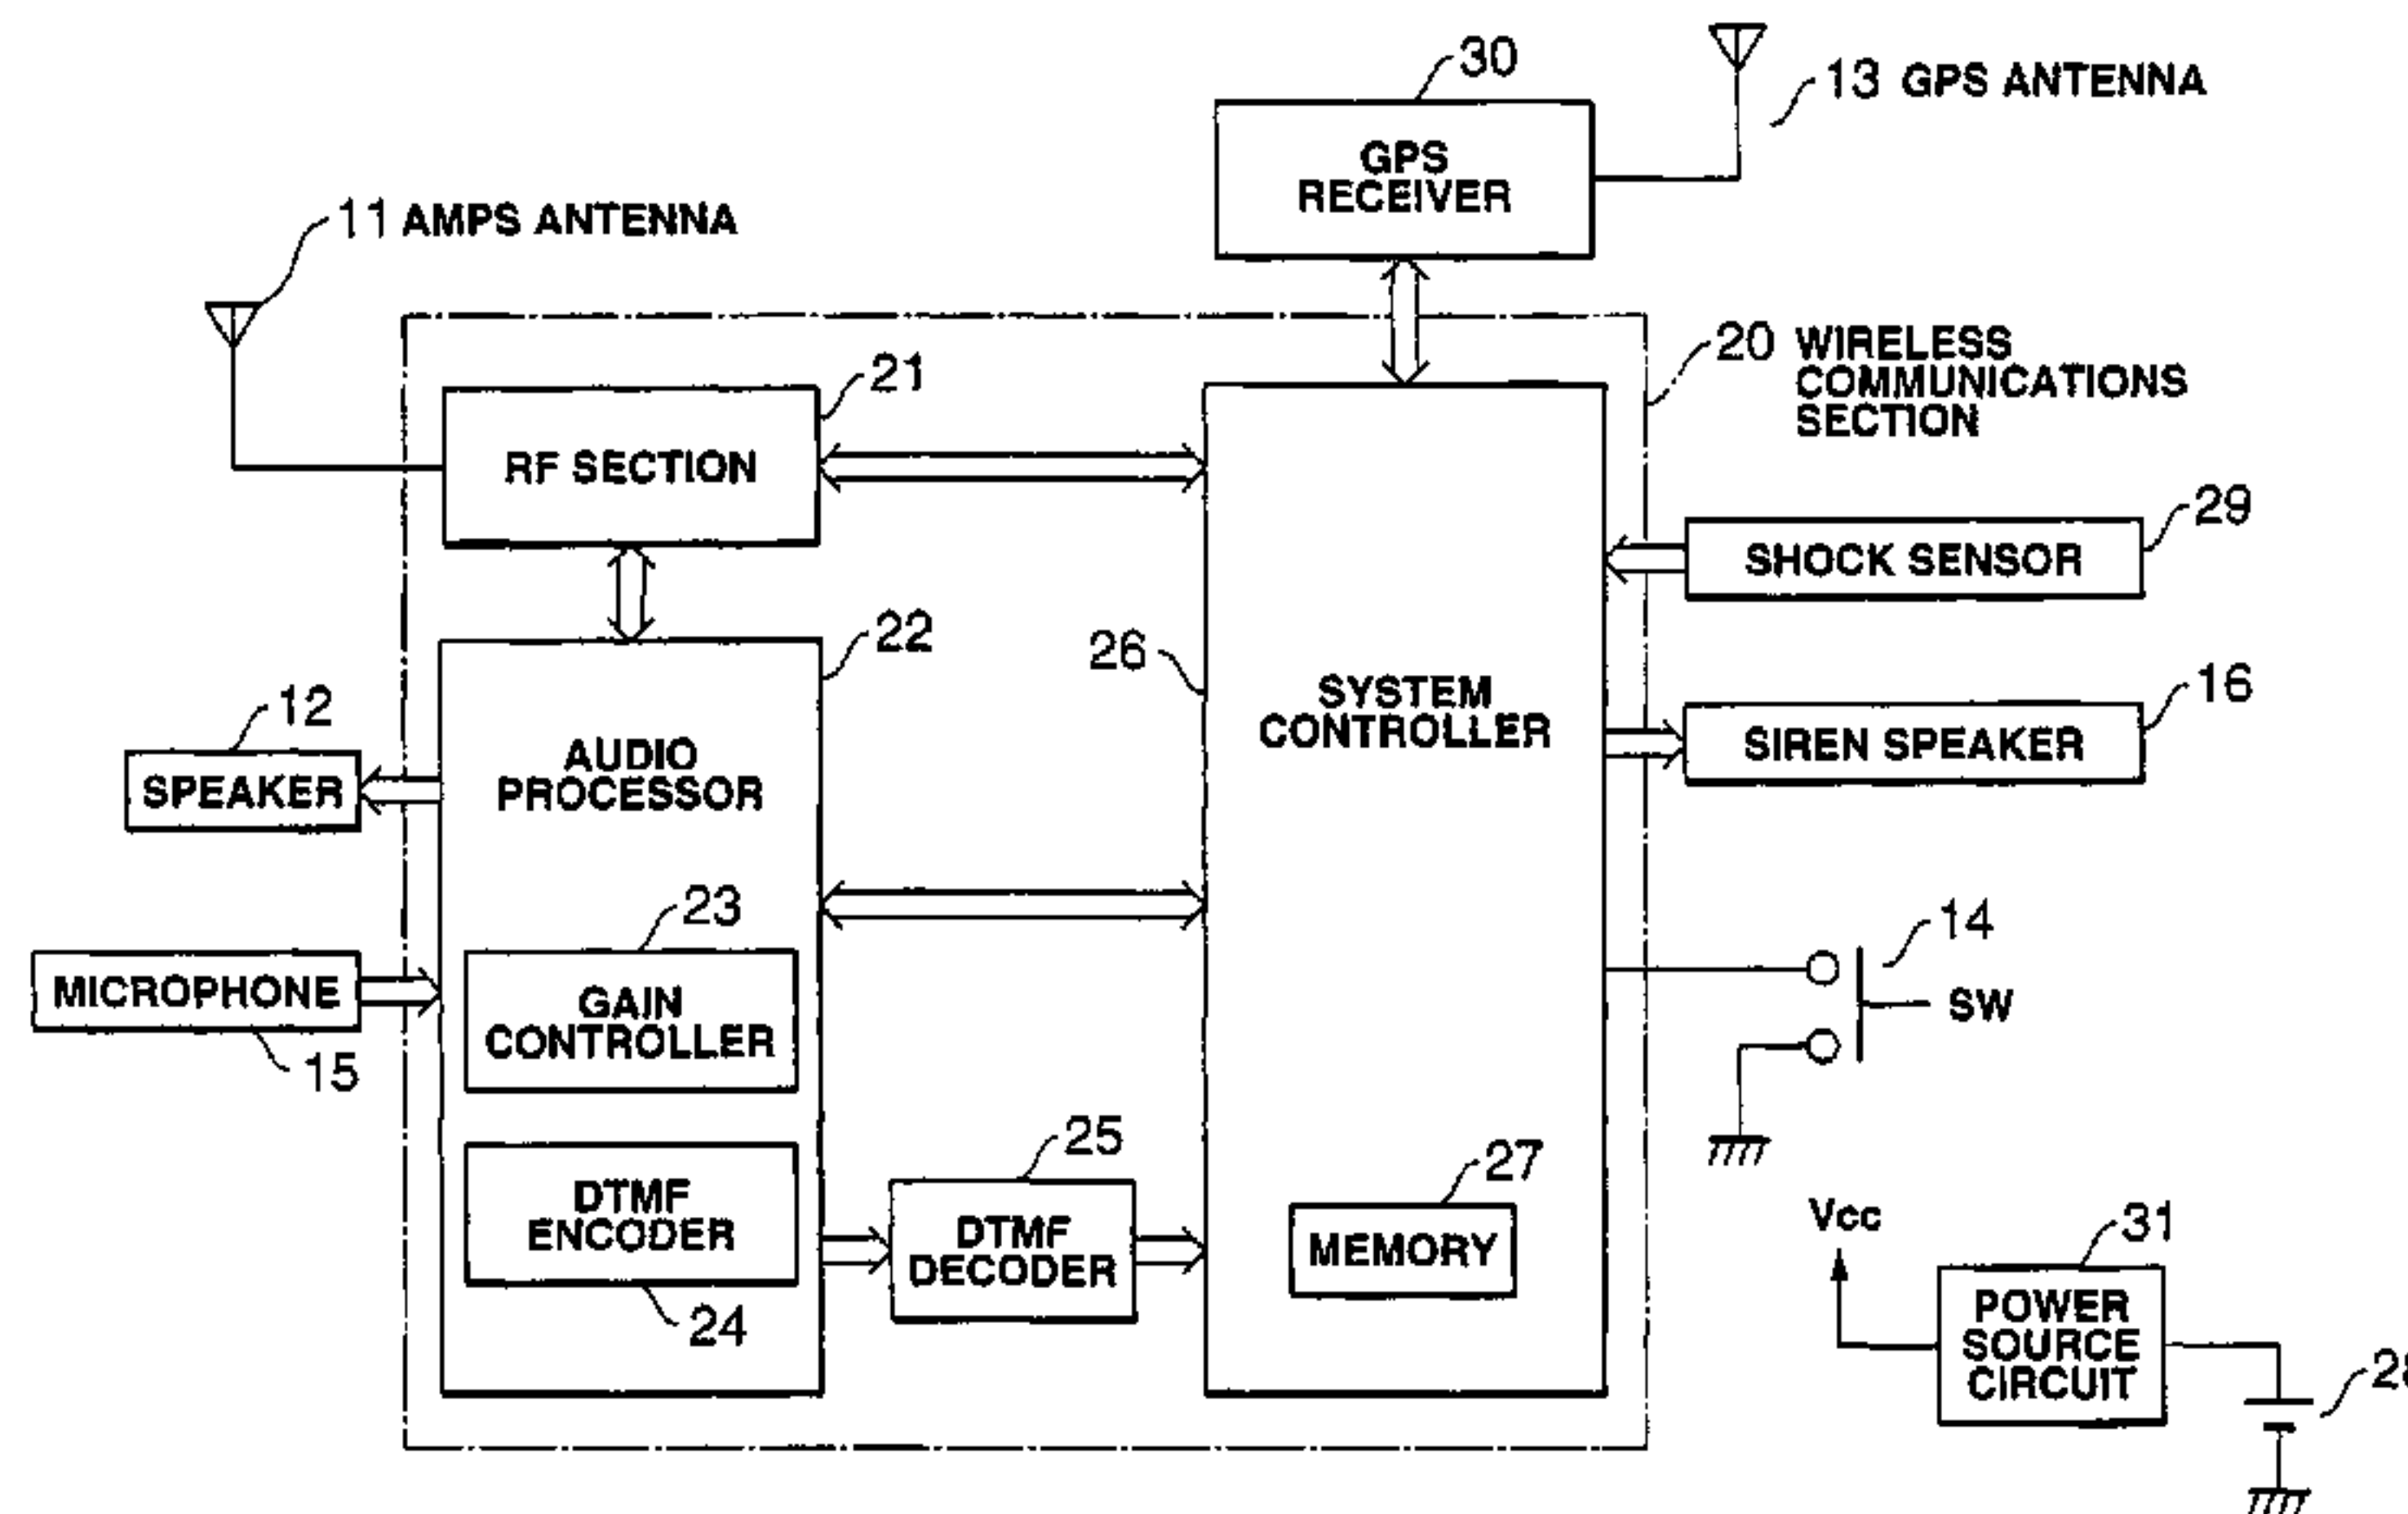 30
13 GPS ANTENNA
GPS
RECEIVER
11 AMPS ANTENNA
20 WIRELESS
COMMUNICATIONS
SECTION
21
RF SECTION
29
SHOCK SENSOR
22
26
SYSTEM
CONTROLLER
16
SIREN SPEAKER
12
SPEAKER
AUDIO
PROCESSOR
23
GAIN
CONTROLLER
14
SW
MICROPHONE
15
25
DTMF
ENCODER
24
DTMF
DECODER
27
MEMORY
Vcc
31
POWER
SOURCE
CIRCUIT